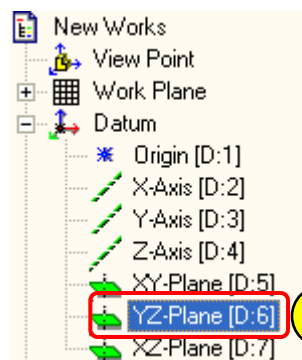 New Works
View Point
Work Plane
Datum
Origin [D:1]
X-Axis [D:2]
Y-Axis [D:3]
Z-Axis [D:4]
XY-Plane [D:5]
YZ-Plane [D:6]
XZ-Plane [D:7]